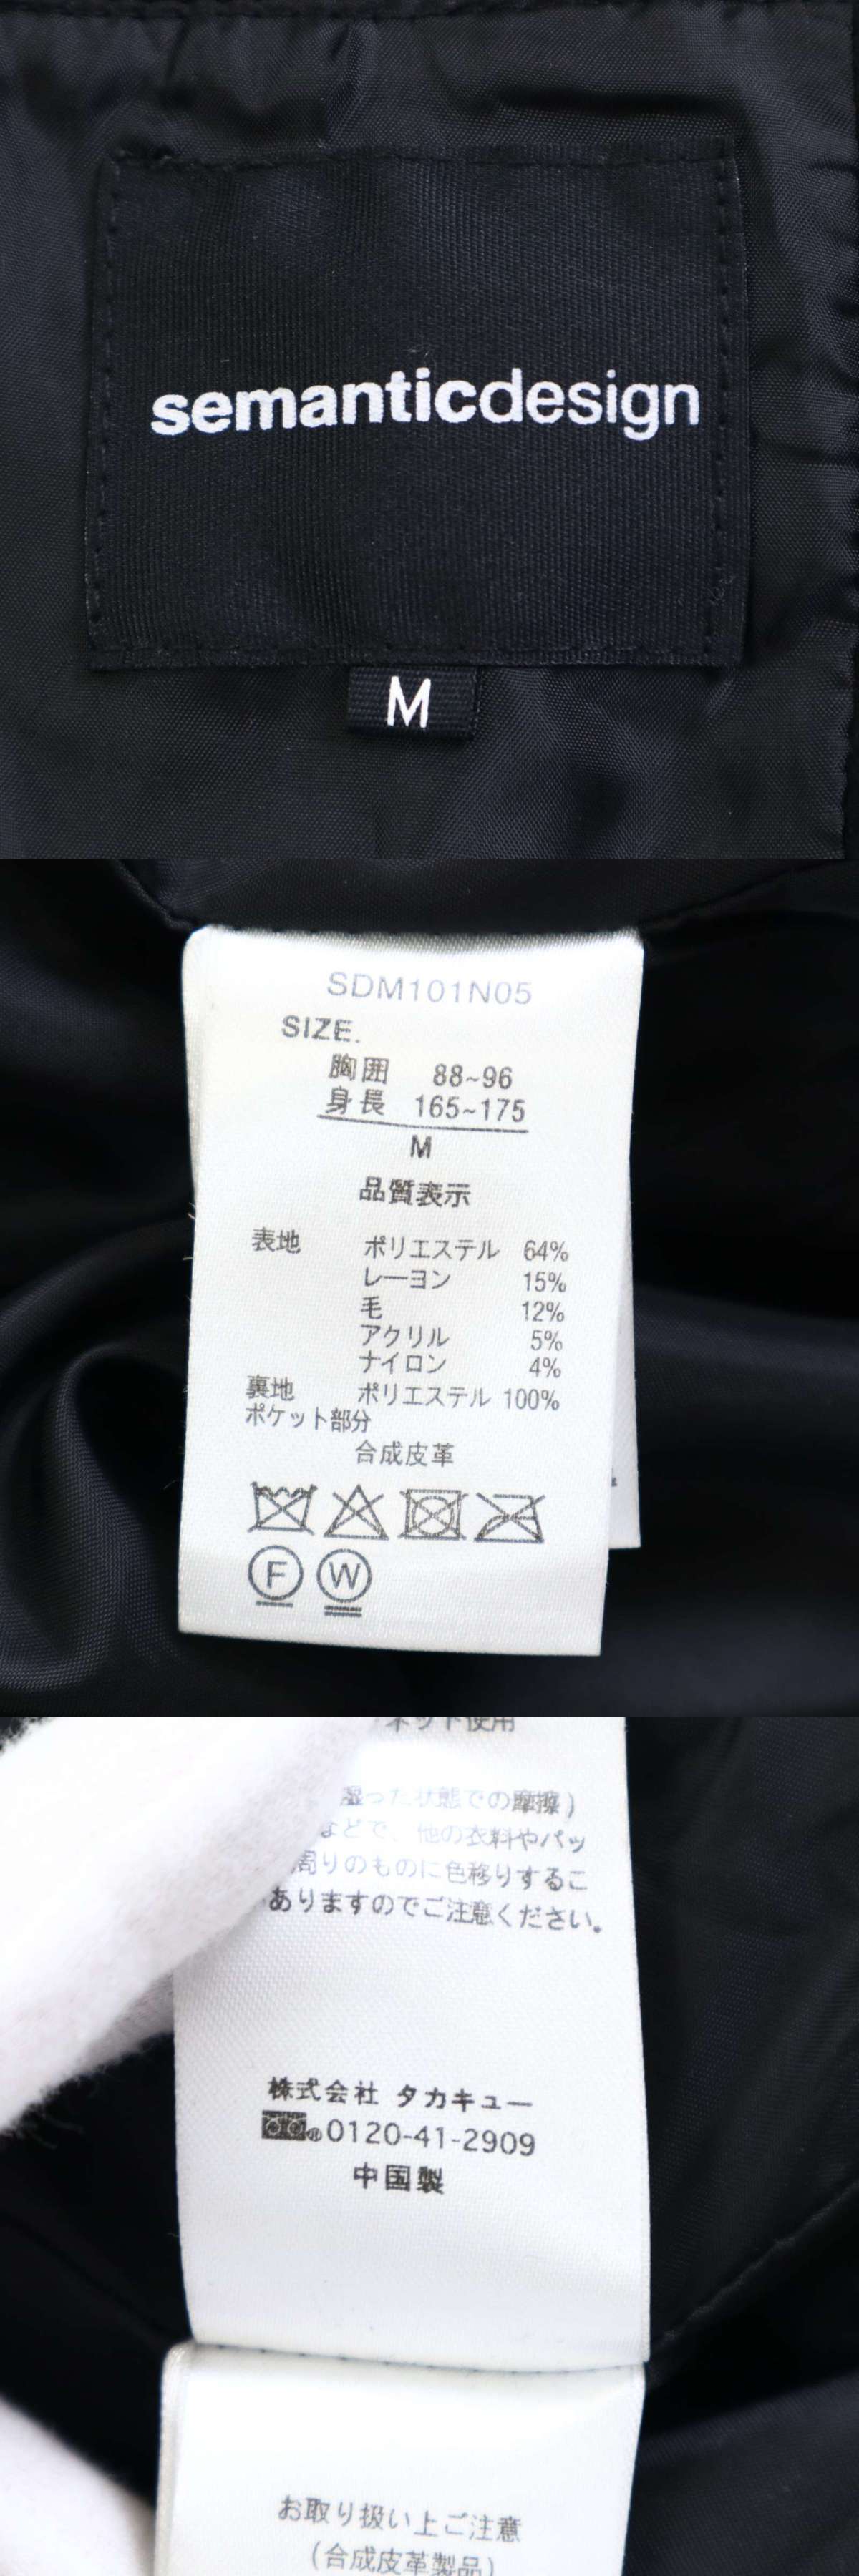 semanticdesign
M
SDM101N05
SIZE.
胸囲 88~96
身長 165~175
M
品質表示
表地 ポリエステル 64%
レーヨン 15%
毛 12%
アクリル 5%
ナイロン 4%
裏地 ポリエステル 100%
ポケット部分
合成皮革
F W
ネット使用
湿った状態での摩擦)
などで、他の衣料やバッ
周りのものに色移りするこ
ありますのでご注意ください。
株式会社 タカキュー
®0120-41-2909
中国製
お取り扱い上ご注意
(合成皮革製品)